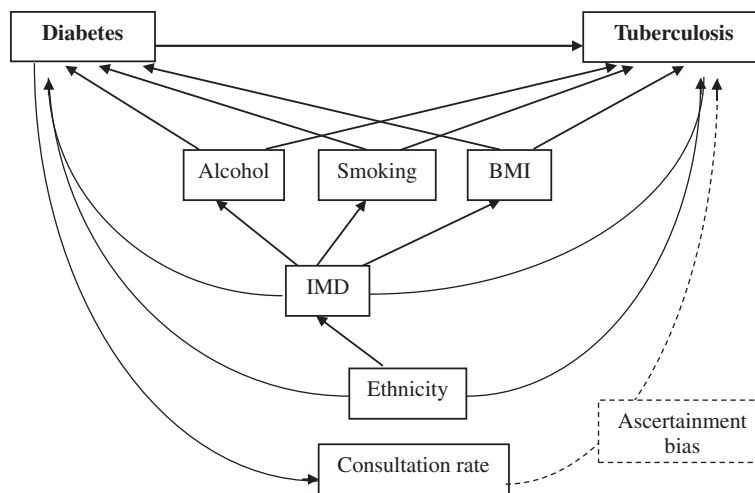 Diabetes
Tuberculosis
Alcohol
Smoking
BMI
IMD
Ethnicity
Ascertainment
bias
Consultation rate